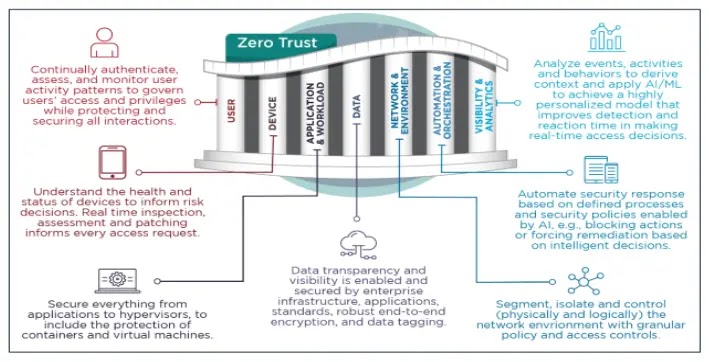 Zero Trust
Continually authenticate,
assess, and monitor user
activity patterns to govern
users' access and privileges
while protecting and
securing all interactions.
USER
DEVICE
APPLICATION
& WORKLOAD
DATA
NETWORK &
ENVIRONMENT
AUTOMATION &
ORCHESTRATION
VISIBILITY &
ANALYTICS
Analyze events, activities
and behaviors to derive
context and apply AI/ML
to achieve a highly
personalized model that
improves detection and
reaction time in making
real-time access decisions.
Understand the health and
status of devices to inform risk
decisions. Real time inspection,
assessment and patching
informs every access request.
Automate security response
based on defined processes
and security policies enabled
by AI, e.g., blocking actions
or forcing remediation based
on intelligent decisions.
Secure everything from
applications to hypervisors, to
include the protection of
containers and virtual machines.
Data transparency and
visibility is enabled and
secured by enterprise
infrastructure, applications,
standards, robust end-to-end
encryption, and data tagging.
Segment, isolate and control
(physically and logically) the
network envrionment with granular
policy and access controls.